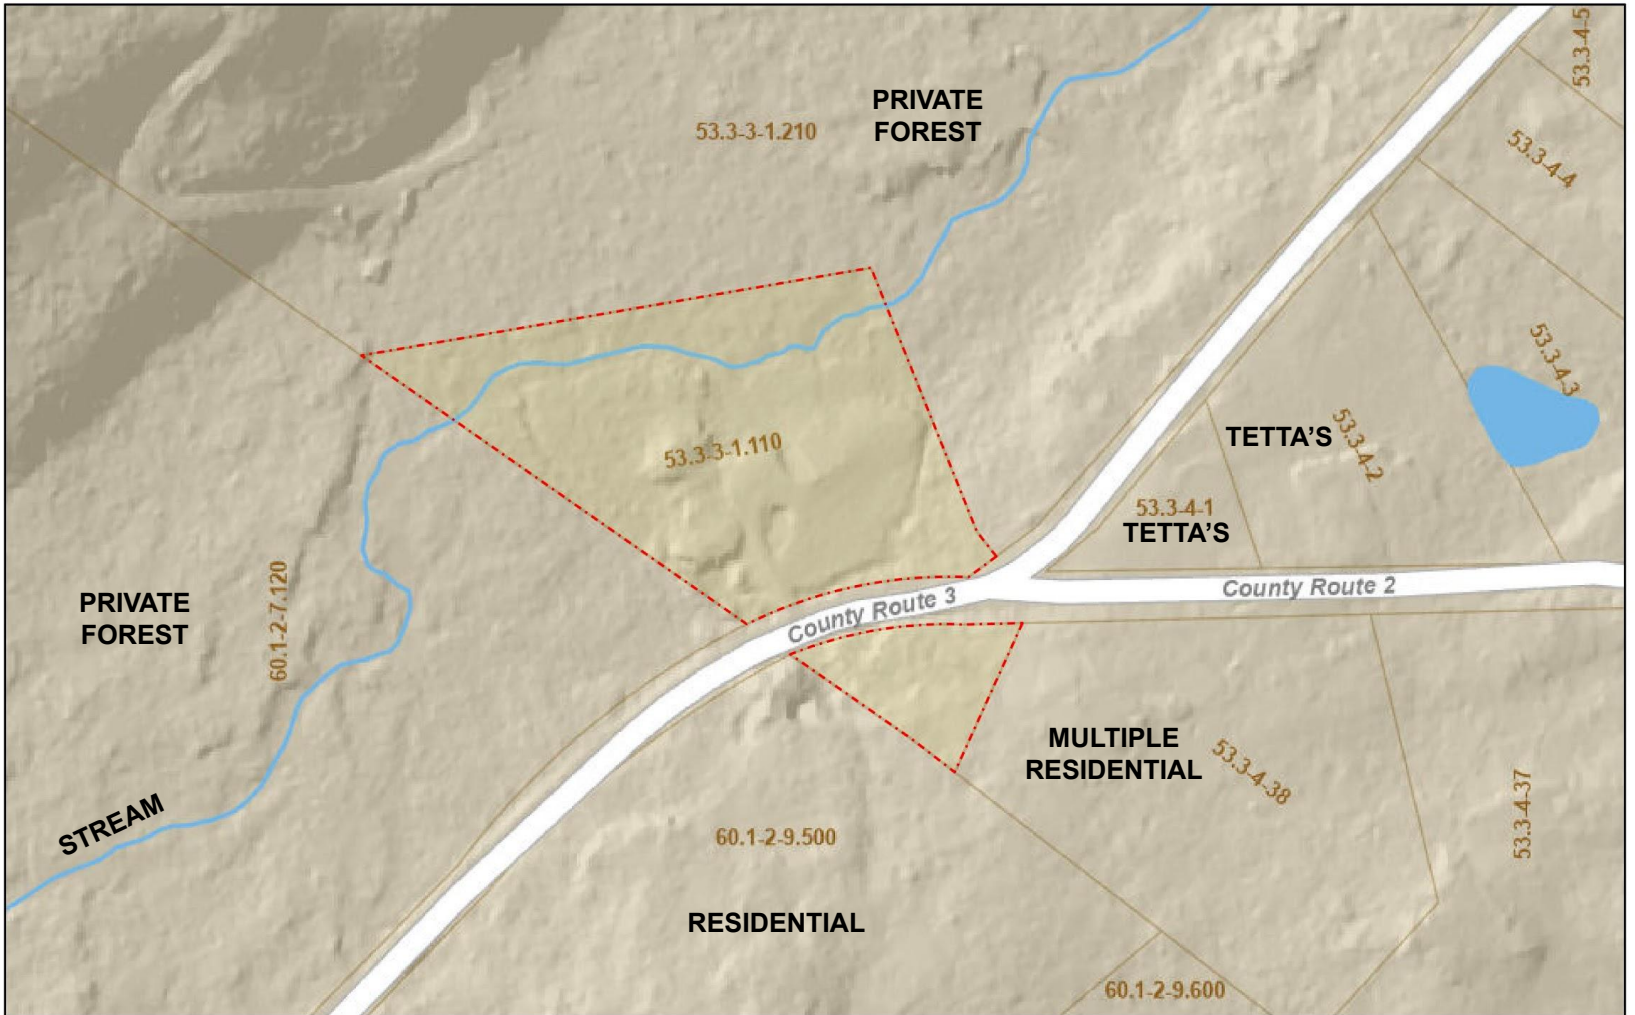 53.3-4-5
PRIVATE
FOREST
53.3-3-1.210
53.3-4-4
53.3-4-3
TETTA'S
53.3-4-2
53.3-3-1.110
53.3-4-1
TETTA'S
County Route 2
County Route 3
PRIVATE
FOREST
60.1-2-7.120
MULTIPLE
RESIDENTIAL
53.3-4-38
53.3-4-37
STREAM
60.1-2-9.500
RESIDENTIAL
60.1-2-9.600